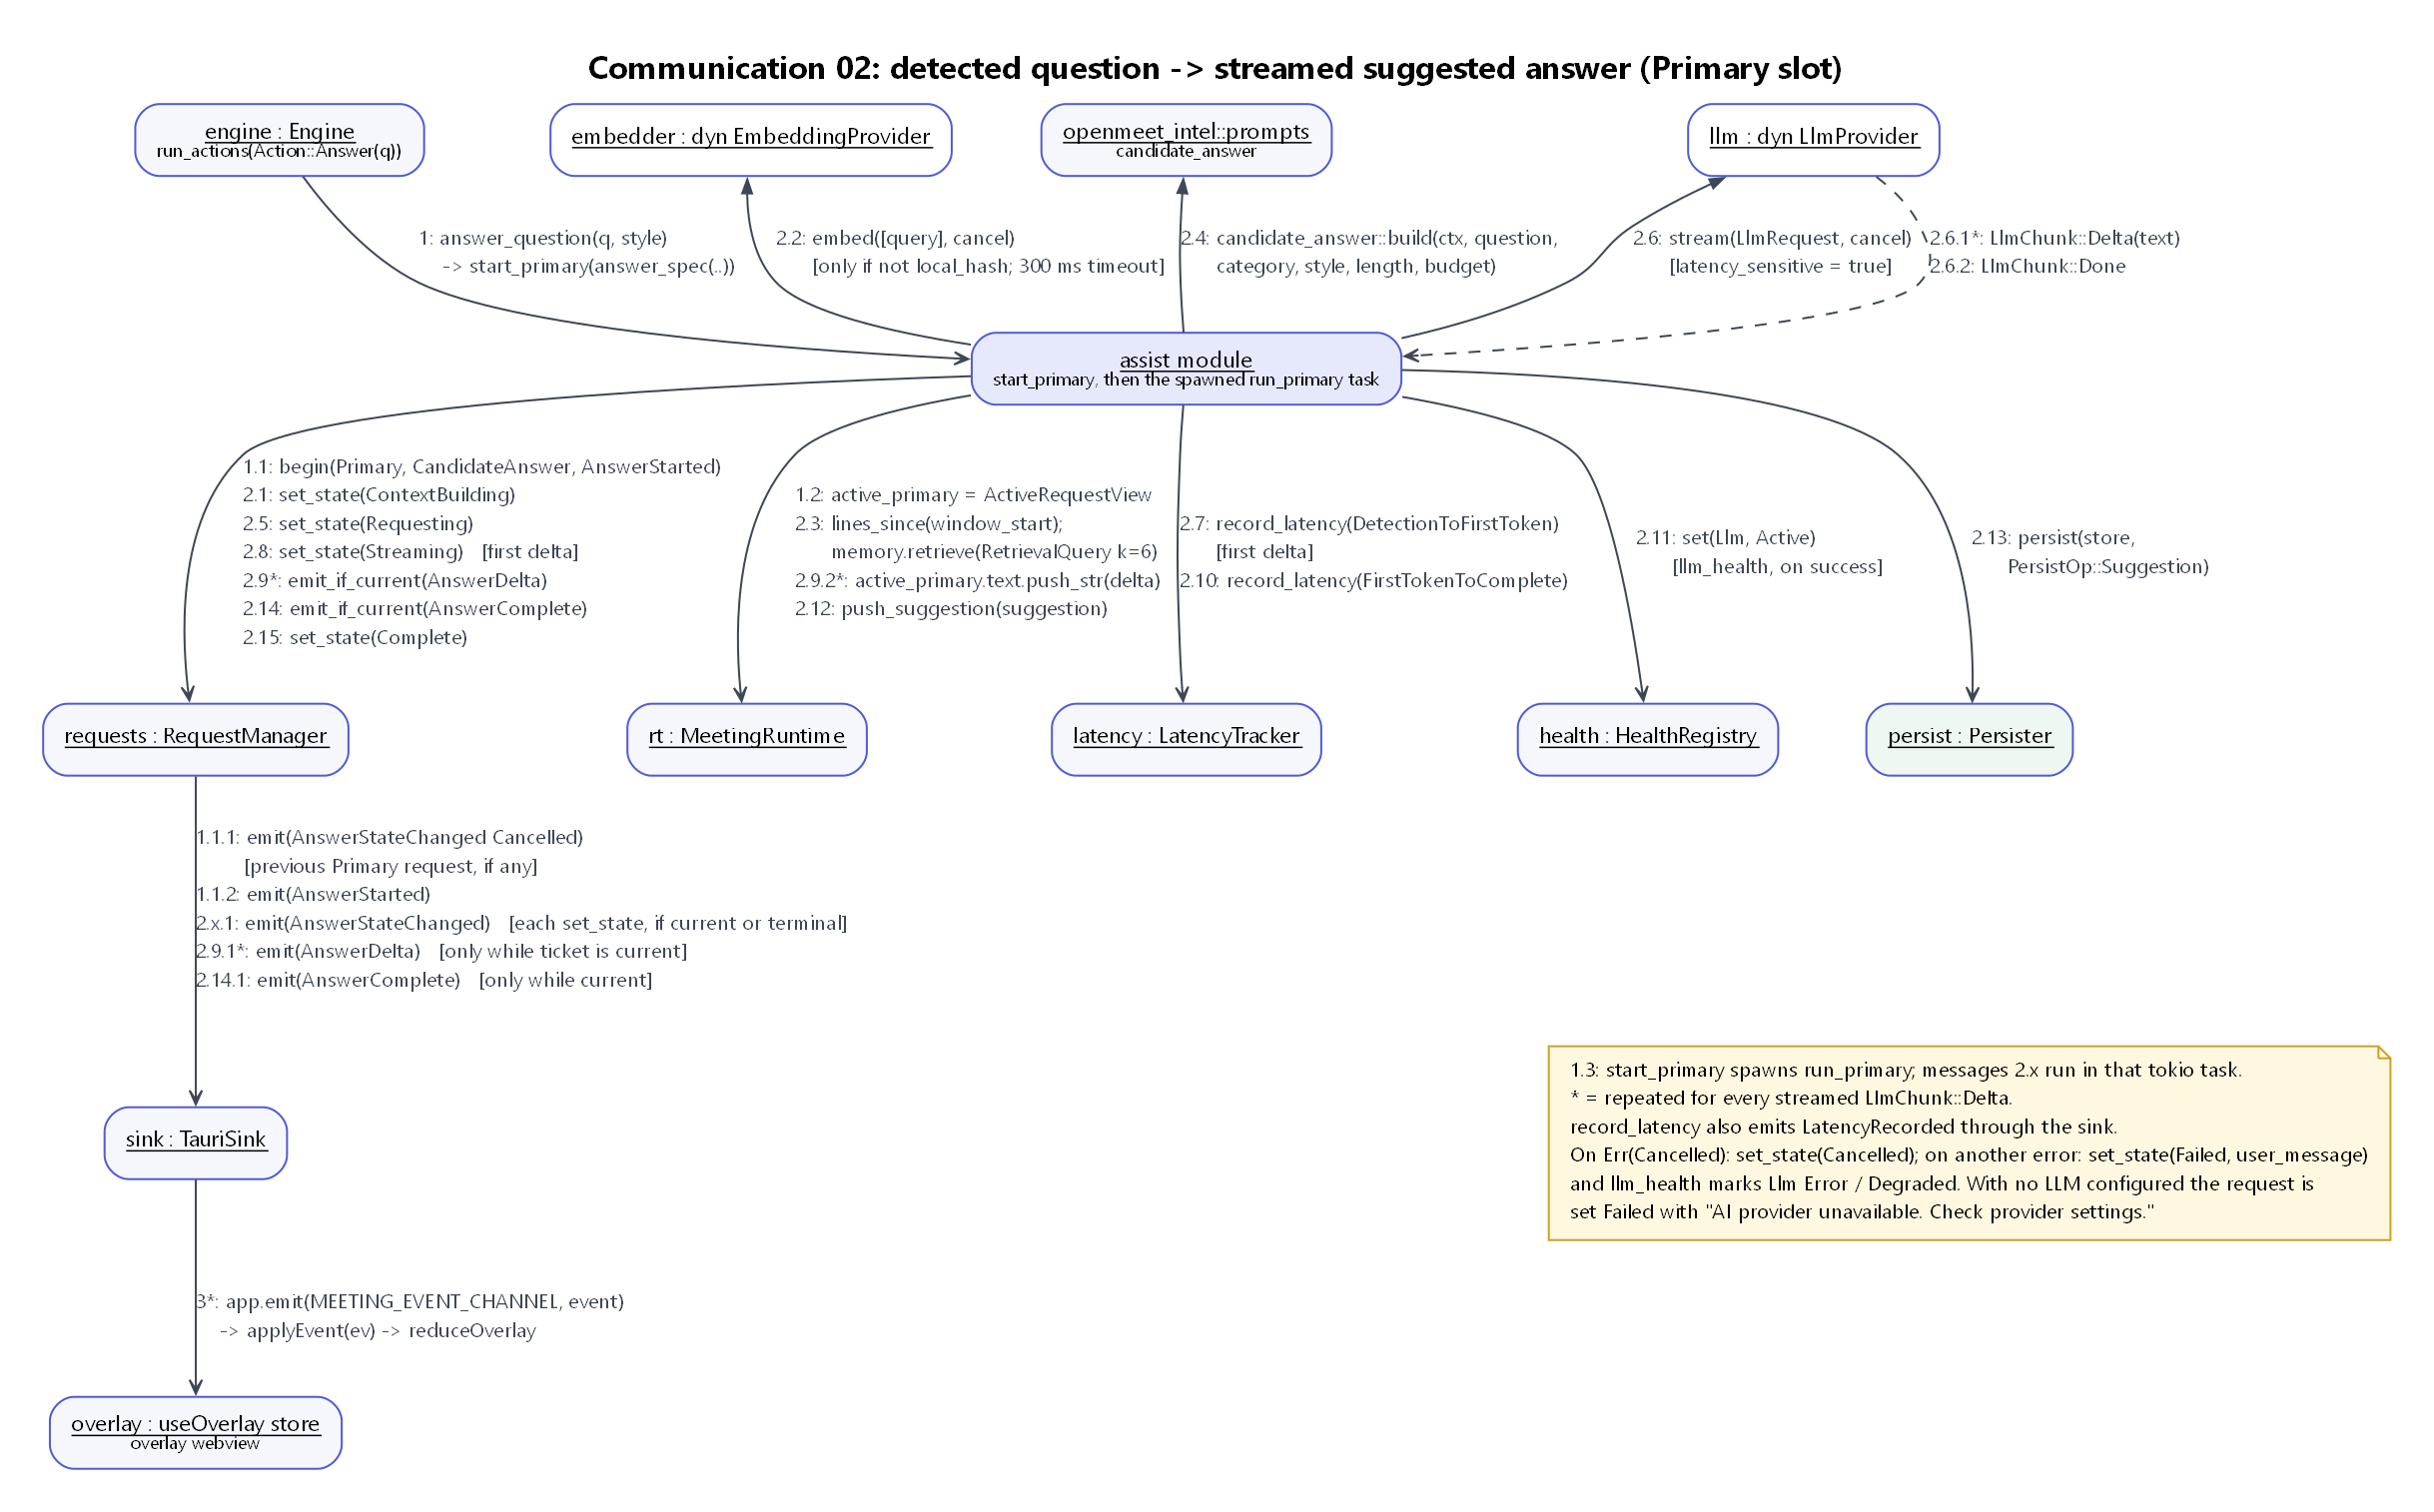 Communication 02: detected question -> streamed suggested answer (Primary slot)
engine : Engine
run_actions(Action::Answer(q))
embedder : dyn EmbeddingProvider
openmeet_intel::prompts
candidate_answer
llm : dyn LlmProvider
1: answer_question(q, style)
-> start_primary(answer_spec(..))
2.2: embed([query], cancel)
[only if not local_hash; 300 ms timeout]
2.4: candidate_answer::build(ctx, question,
category, style, length, budget)
2.6: stream(LlmRequest, cancel)
[latency_sensitive = true]
2.6.1*: LlmChunk::Delta(text)
2.6.2: LlmChunk::Done
assist module
start_primary, then the spawned run_primary task
1.1: begin(Primary, CandidateAnswer, AnswerStarted)
2.1: set_state(ContextBuilding)
2.5: set_state(Requesting)
2.8: set_state(Streaming)   [first delta]
2.9*: emit_if_current(AnswerDelta)
2.14: emit_if_current(AnswerComplete)
2.15: set_state(Complete)
1.2: active_primary = ActiveRequestView
2.3: lines_since(window_start);
memory.retrieve(RetrievalQuery k=6)
2.9.2*: active_primary.text.push_str(delta)
2.12: push_suggestion(suggestion)
2.7: record_latency(DetectionToFirstToken)
[first delta]
2.10: record_latency(FirstTokenToComplete)
2.11: set(Llm, Active)
[llm_health, on success]
2.13: persist(store,
PersistOp::Suggestion)
requests : RequestManager
rt : MeetingRuntime
latency : LatencyTracker
health : HealthRegistry
persist : Persister
1.1.1: emit(AnswerStateChanged Cancelled)
[previous Primary request, if any]
1.1.2: emit(AnswerStarted)
2.x.1: emit(AnswerStateChanged)   [each set_state, if current or terminal]
2.9.1*: emit(AnswerDelta)   [only while ticket is current]
2.14.1: emit(AnswerComplete)   [only while current]
1.3: start_primary spawns run_primary; messages 2.x run in that tokio task.
* = repeated for every streamed LlmChunk::Delta.
record_latency also emits LatencyRecorded through the sink.
On Err(Cancelled): set_state(Cancelled); on another error: set_state(Failed, user_message)
and llm_health marks Llm Error / Degraded. With no LLM configured the request is
set Failed with "AI provider unavailable. Check provider settings."
sink : TauriSink
3*: app.emit(MEETING_EVENT_CHANNEL, event)
-> applyEvent(ev) -> reduceOverlay
overlay : useOverlay store
overlay webview